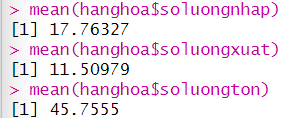 > mean(hanghoa$soluongnhap)
[1] 17.76327
> mean(hanghoa$soluongxuat)
[1] 11.50979
> mean(hanghoa$soluongton)
[1] 45.7555